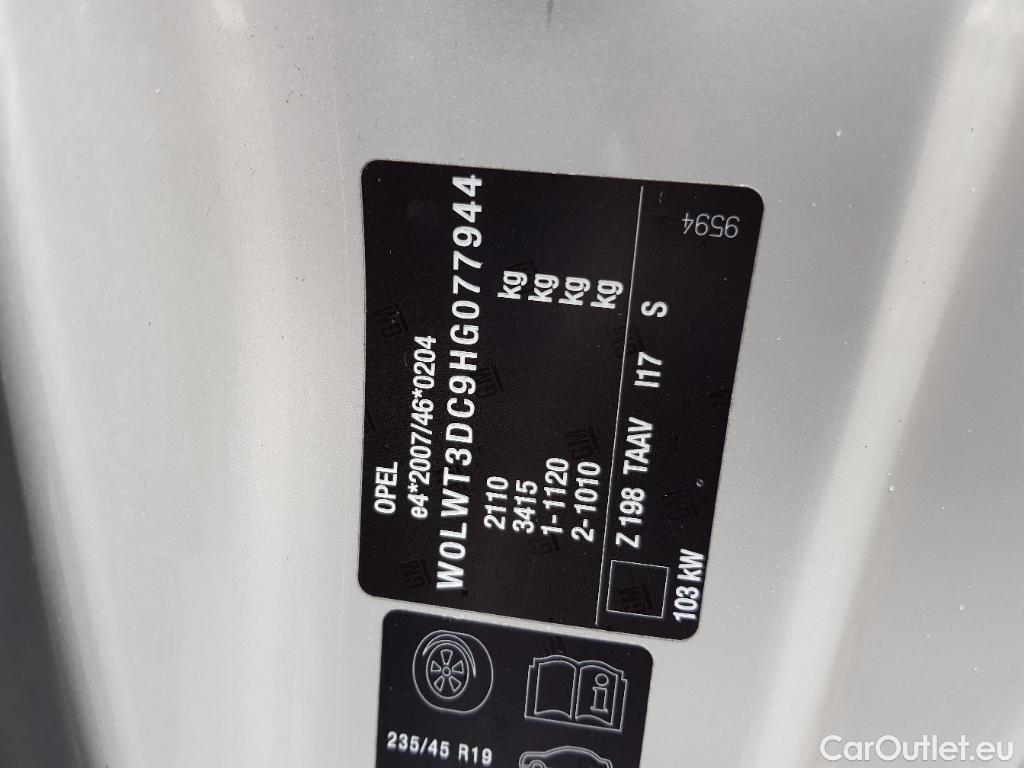 OPEL
e4*2007/46*0204
W0LWT3DC9HG077944
2110 kg
3415 kg
1-1120 kg
2-1010 kg
Z 198 TAAV I17 S
103 kW
9594
GM
235/45 R19
CarOutlet.eu